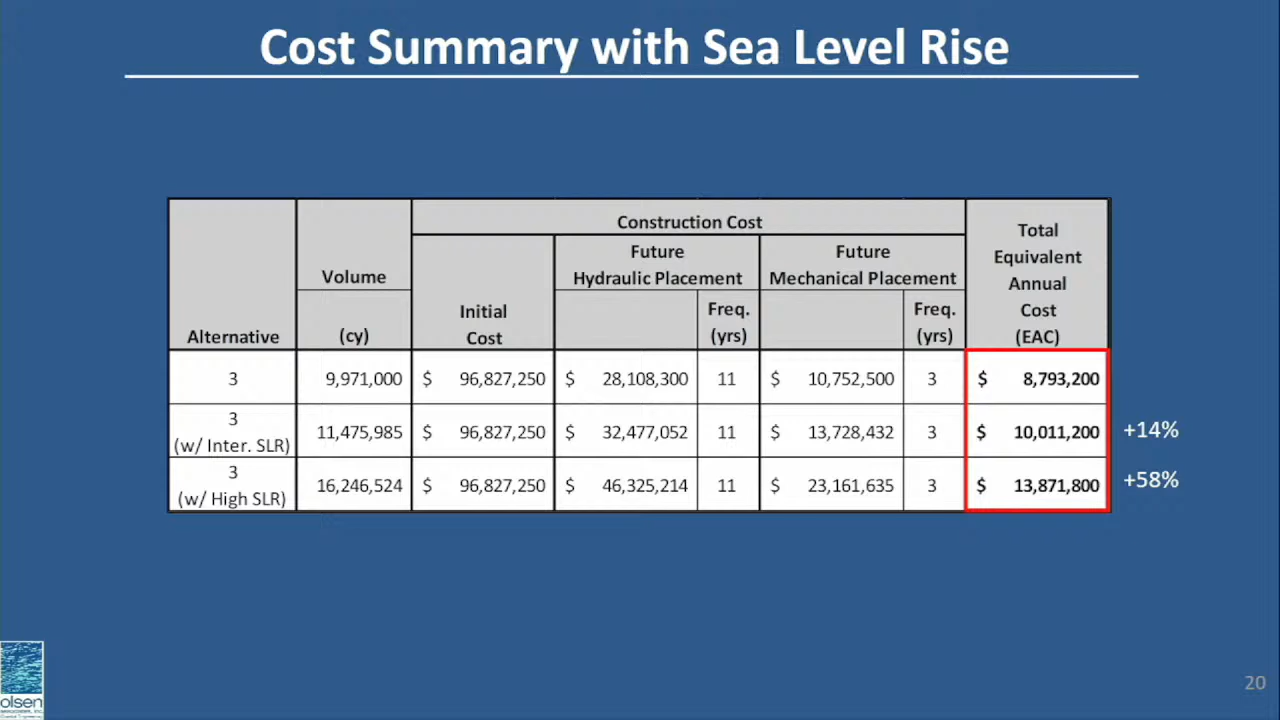 Cost Summary with Sea Level Rise
Construction Cost
Total
Equivalent
Annual
Cost
(EAC)
Future
Hydraulic Placement
Future
Mechanical Placement
Volume
Initial
Cost
Freq.
(yrs)
Freq.
(yrs)
Alternative
(cy)
3 9,971,000 $ 96,827,250 $ 28,108,300 11 $ 10,752,500 3 $ 8,793,200
3
(w/ Inter. SLR) 11,475,985 $ 96,827,250 $ 32,477,052 11 $ 13,728,432 3 $ 10,011,200 +14%
3
(w/ High SLR) 16,246,524 $ 96,827,250 $ 46,325,214 11 $ 23,161,635 3 $ 13,871,800 +58%
olsen
20